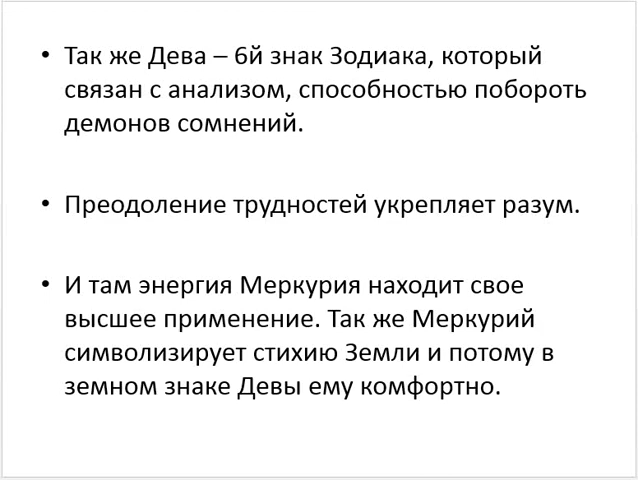 • Так же Дева – 6й знак Зодиака, который
связан с анализом, способностью побороть
демонов сомнений.
• Преодоление трудностей укрепляет разум.
• И там энергия Меркурия находит свое
высшее применение. Так же Меркурий
символизирует стихию Земли и потому в
земном знаке Девы ему комфортно.